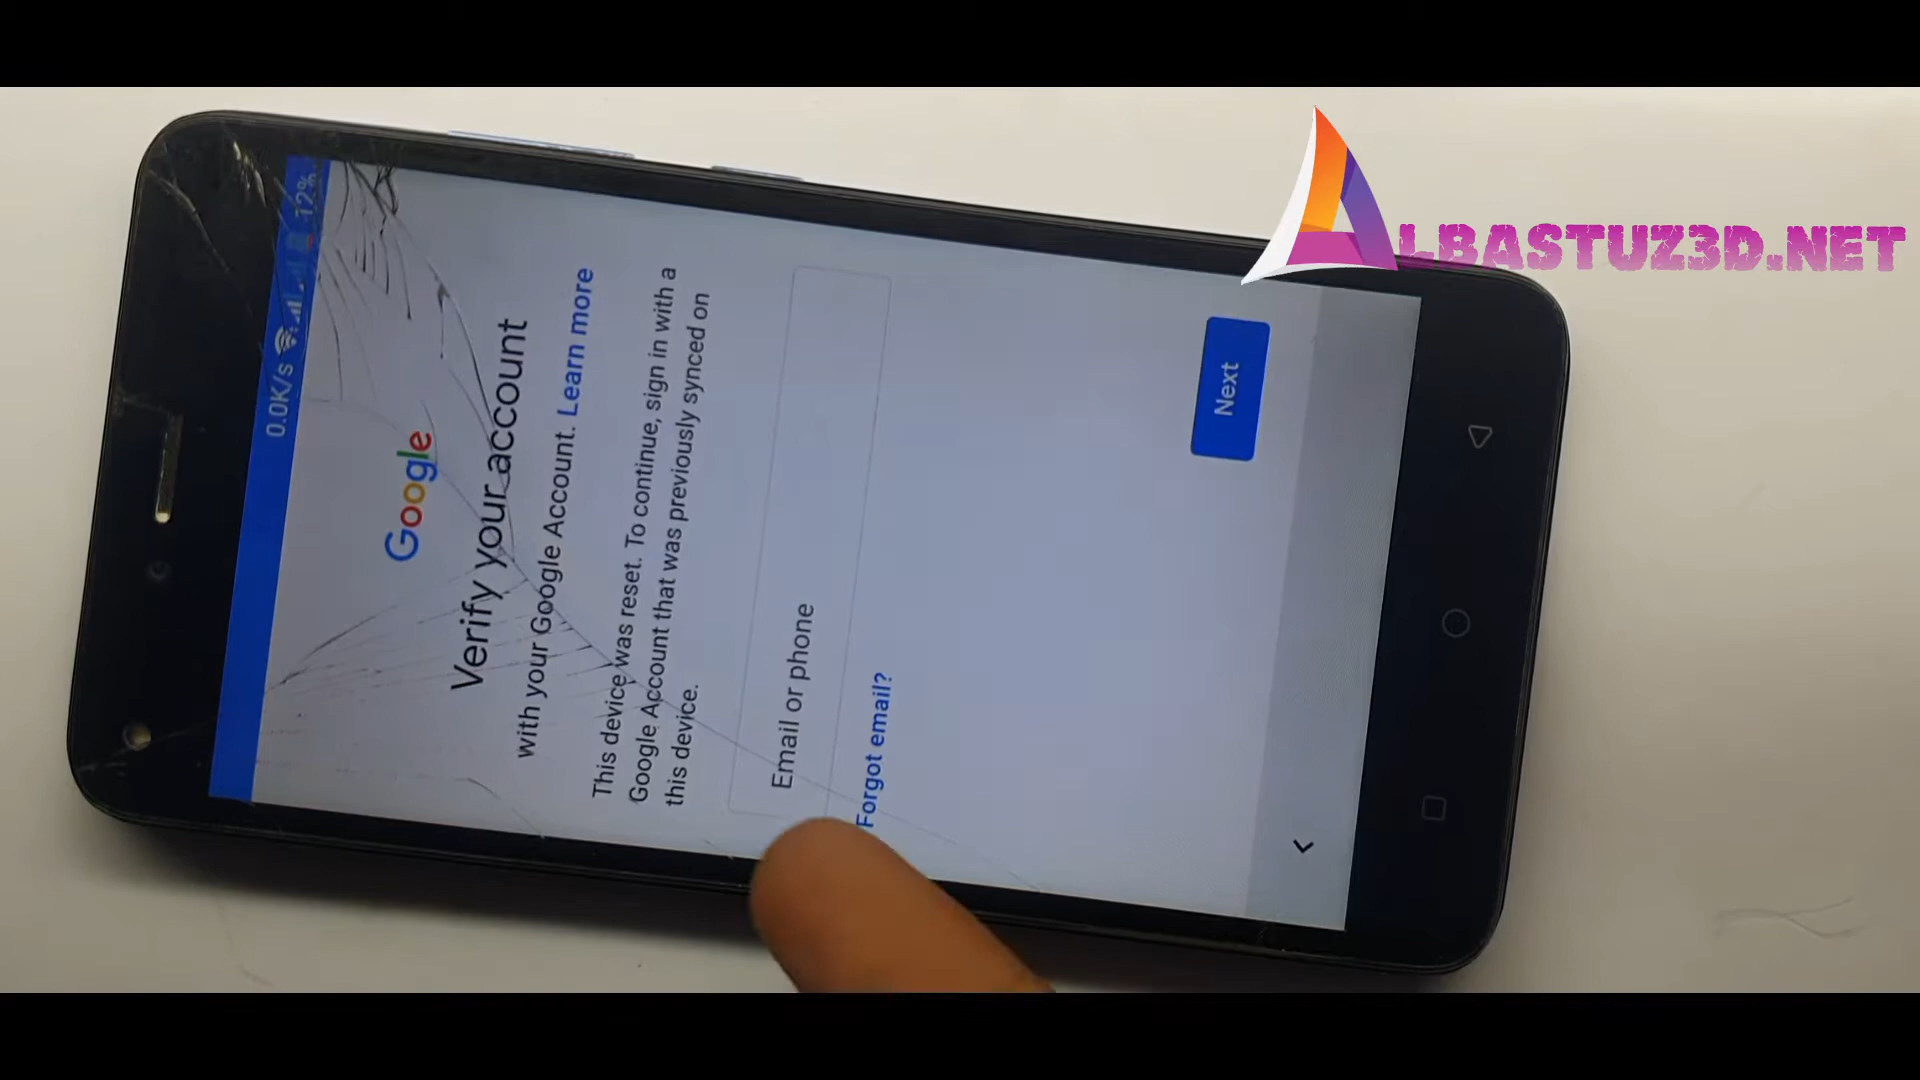 ALBASTUZ3D.NET
0.0K/s 12%
Google
Verify your account
with your Google Account. Learn more
This device was reset. To continue, sign in with a
Google Account that was previously synced on
this device.
Email or phone
Forgot email?
Next